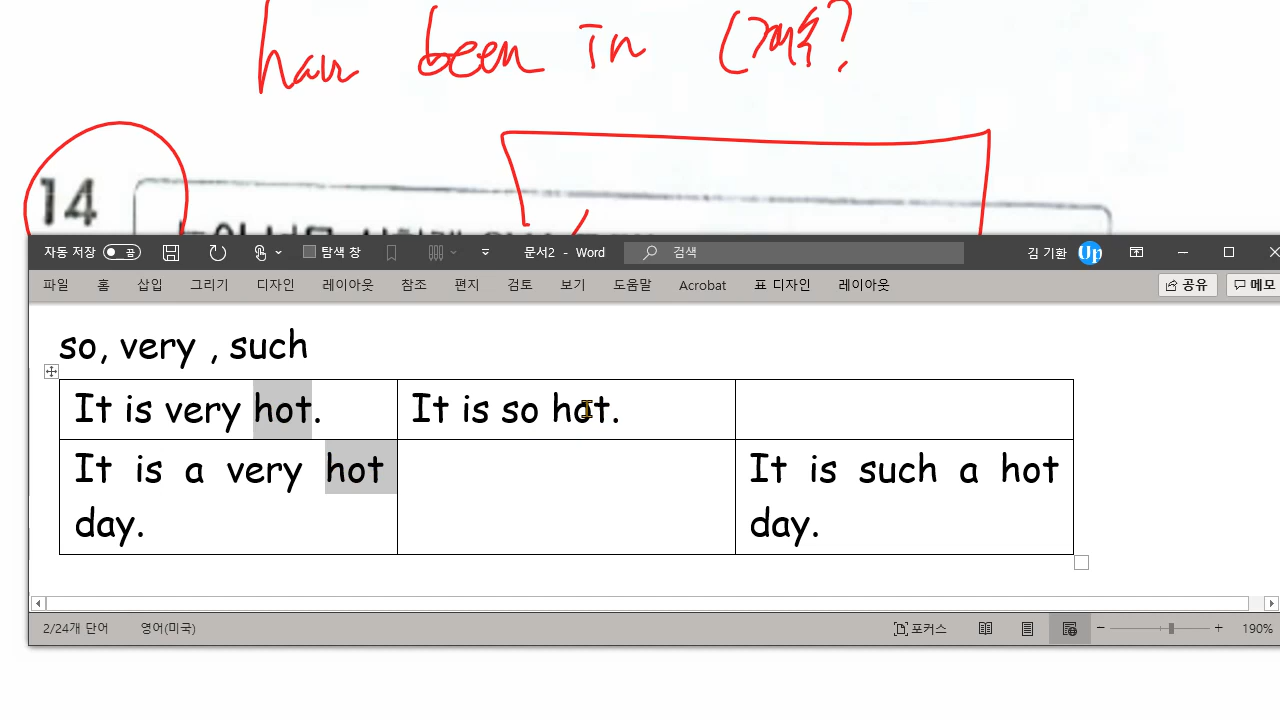 have been in
14
자동 저장 끔 탐색 창 문서2 - Word 검색 김 기환 Up
파일 홈 삽입 그리기 디자인 레이아웃 참조 편지 검토 보기 도움말 Acrobat 표 디자인 레이아웃 공유 메모
so, very , such
It is very hot. It is so hot.
It is a very hot It is such a hot
day. day.
2/24개 단어 영어(미국) 포커스 190%